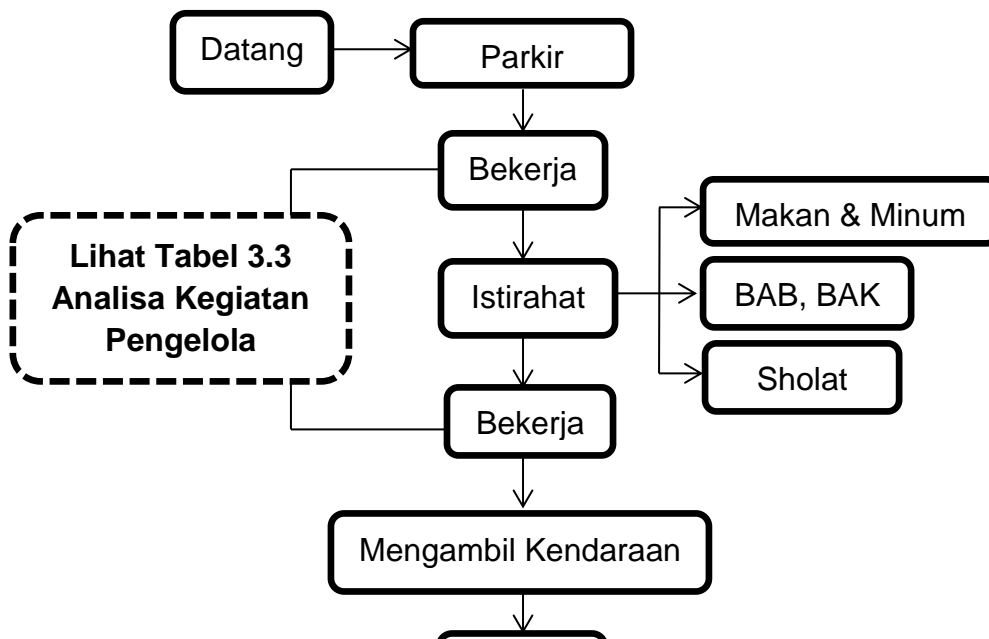 Datang
Parkir
Bekerja
Makan & Minum
Lihat Tabel 3.3
Analisa Kegiatan
Pengelola
Istirahat
BAB, BAK
Sholat
Bekerja
Mengambil Kendaraan